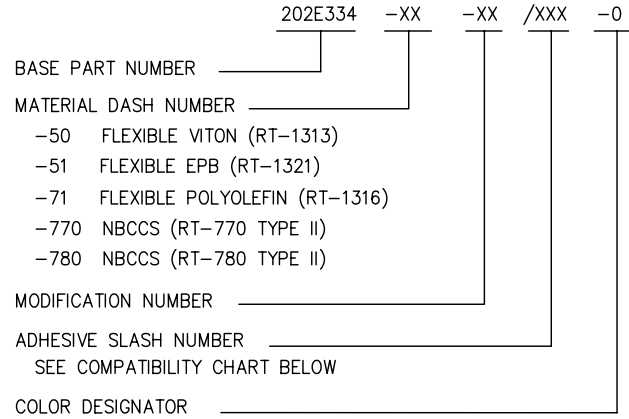 202E334 -XX -XX /XXX -0
BASE PART NUMBER
MATERIAL DASH NUMBER
-50 FLEXIBLE VITON (RT-1313)
-51 FLEXIBLE EPB (RT-1321)
-71 FLEXIBLE POLYOLEFIN (RT-1316)
-770 NBCCS (RT-770 TYPE II)
-780 NBCCS (RT-780 TYPE II)
MODIFICATION NUMBER
ADHESIVE SLASH NUMBER
SEE COMPATIBILITY CHART BELOW
COLOR DESIGNATOR